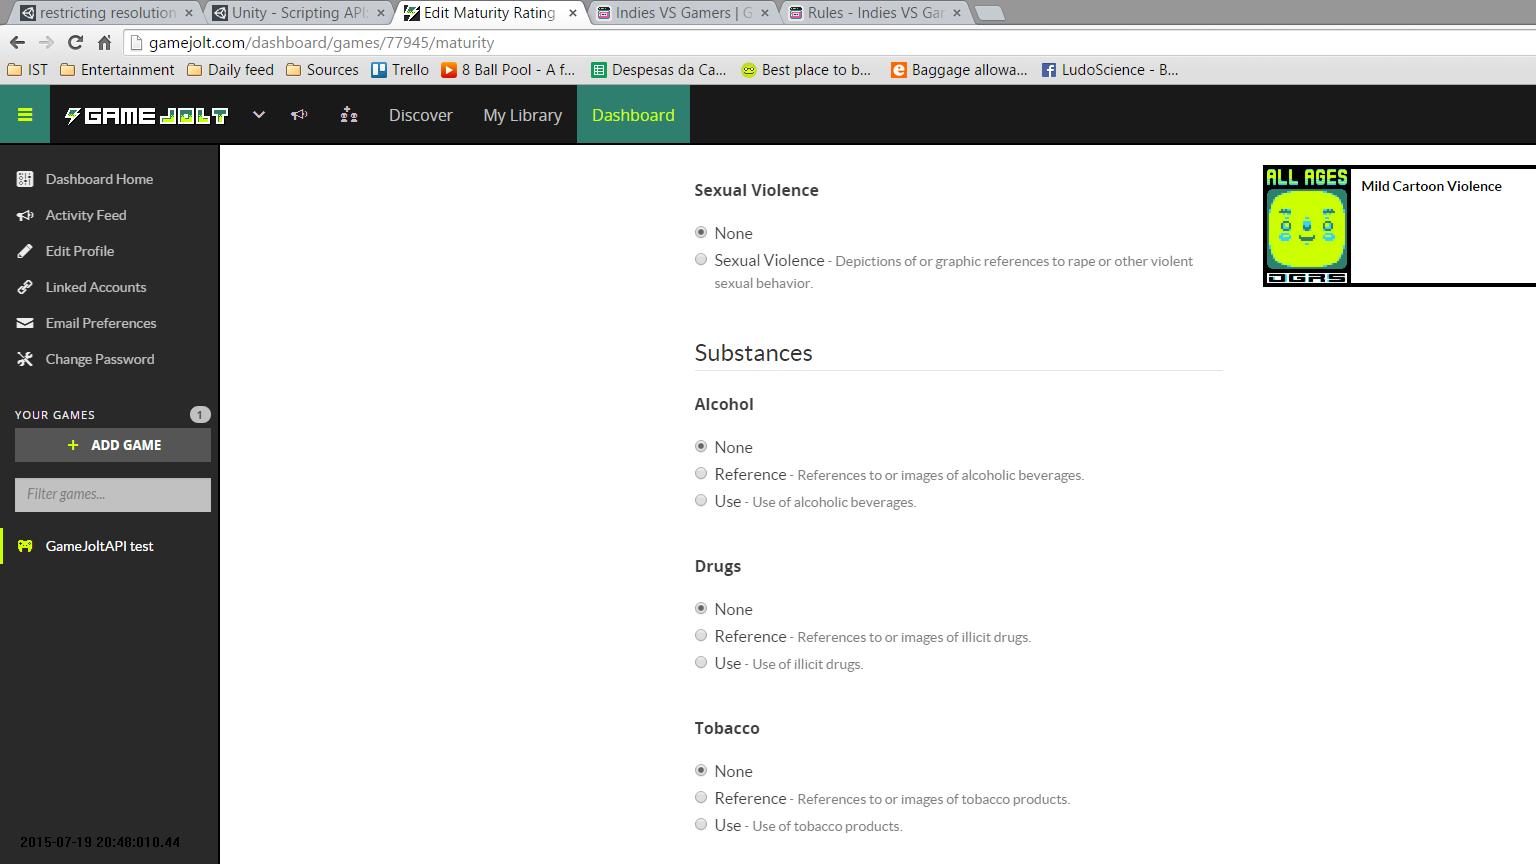 restricting resolution
Unity - Scripting API:
Edit Maturity Rating
Indies VS Gamers | G
Rules - Indies VS Gar
gamejolt.com/dashboard/games/77945/maturity
IST
Entertainment
Daily feed
Sources
Trello
8 Ball Pool - A f...
Despesas da Ca...
Best place to b...
Baggage allowa...
LudoScience - B...
GAME JOLT
Discover
My Library
Dashboard
Dashboard Home
Activity Feed
Edit Profile
Linked Accounts
Email Preferences
Change Password
YOUR GAMES
1
+ ADD GAME
Filter games...
GameJoltAPI test
2015-07-19 20:48:010.44
Sexual Violence
None
Sexual Violence - Depictions of or graphic references to rape or other violent
sexual behavior.
Substances
Alcohol
None
Reference - References to or images of alcoholic beverages.
Use - Use of alcoholic beverages.
Drugs
None
Reference - References to or images of illicit drugs.
Use - Use of illicit drugs.
Tobacco
None
Reference - References to or images of tobacco products.
Use - Use of tobacco products.
ALL AGES
DGRS
Mild Cartoon Violence